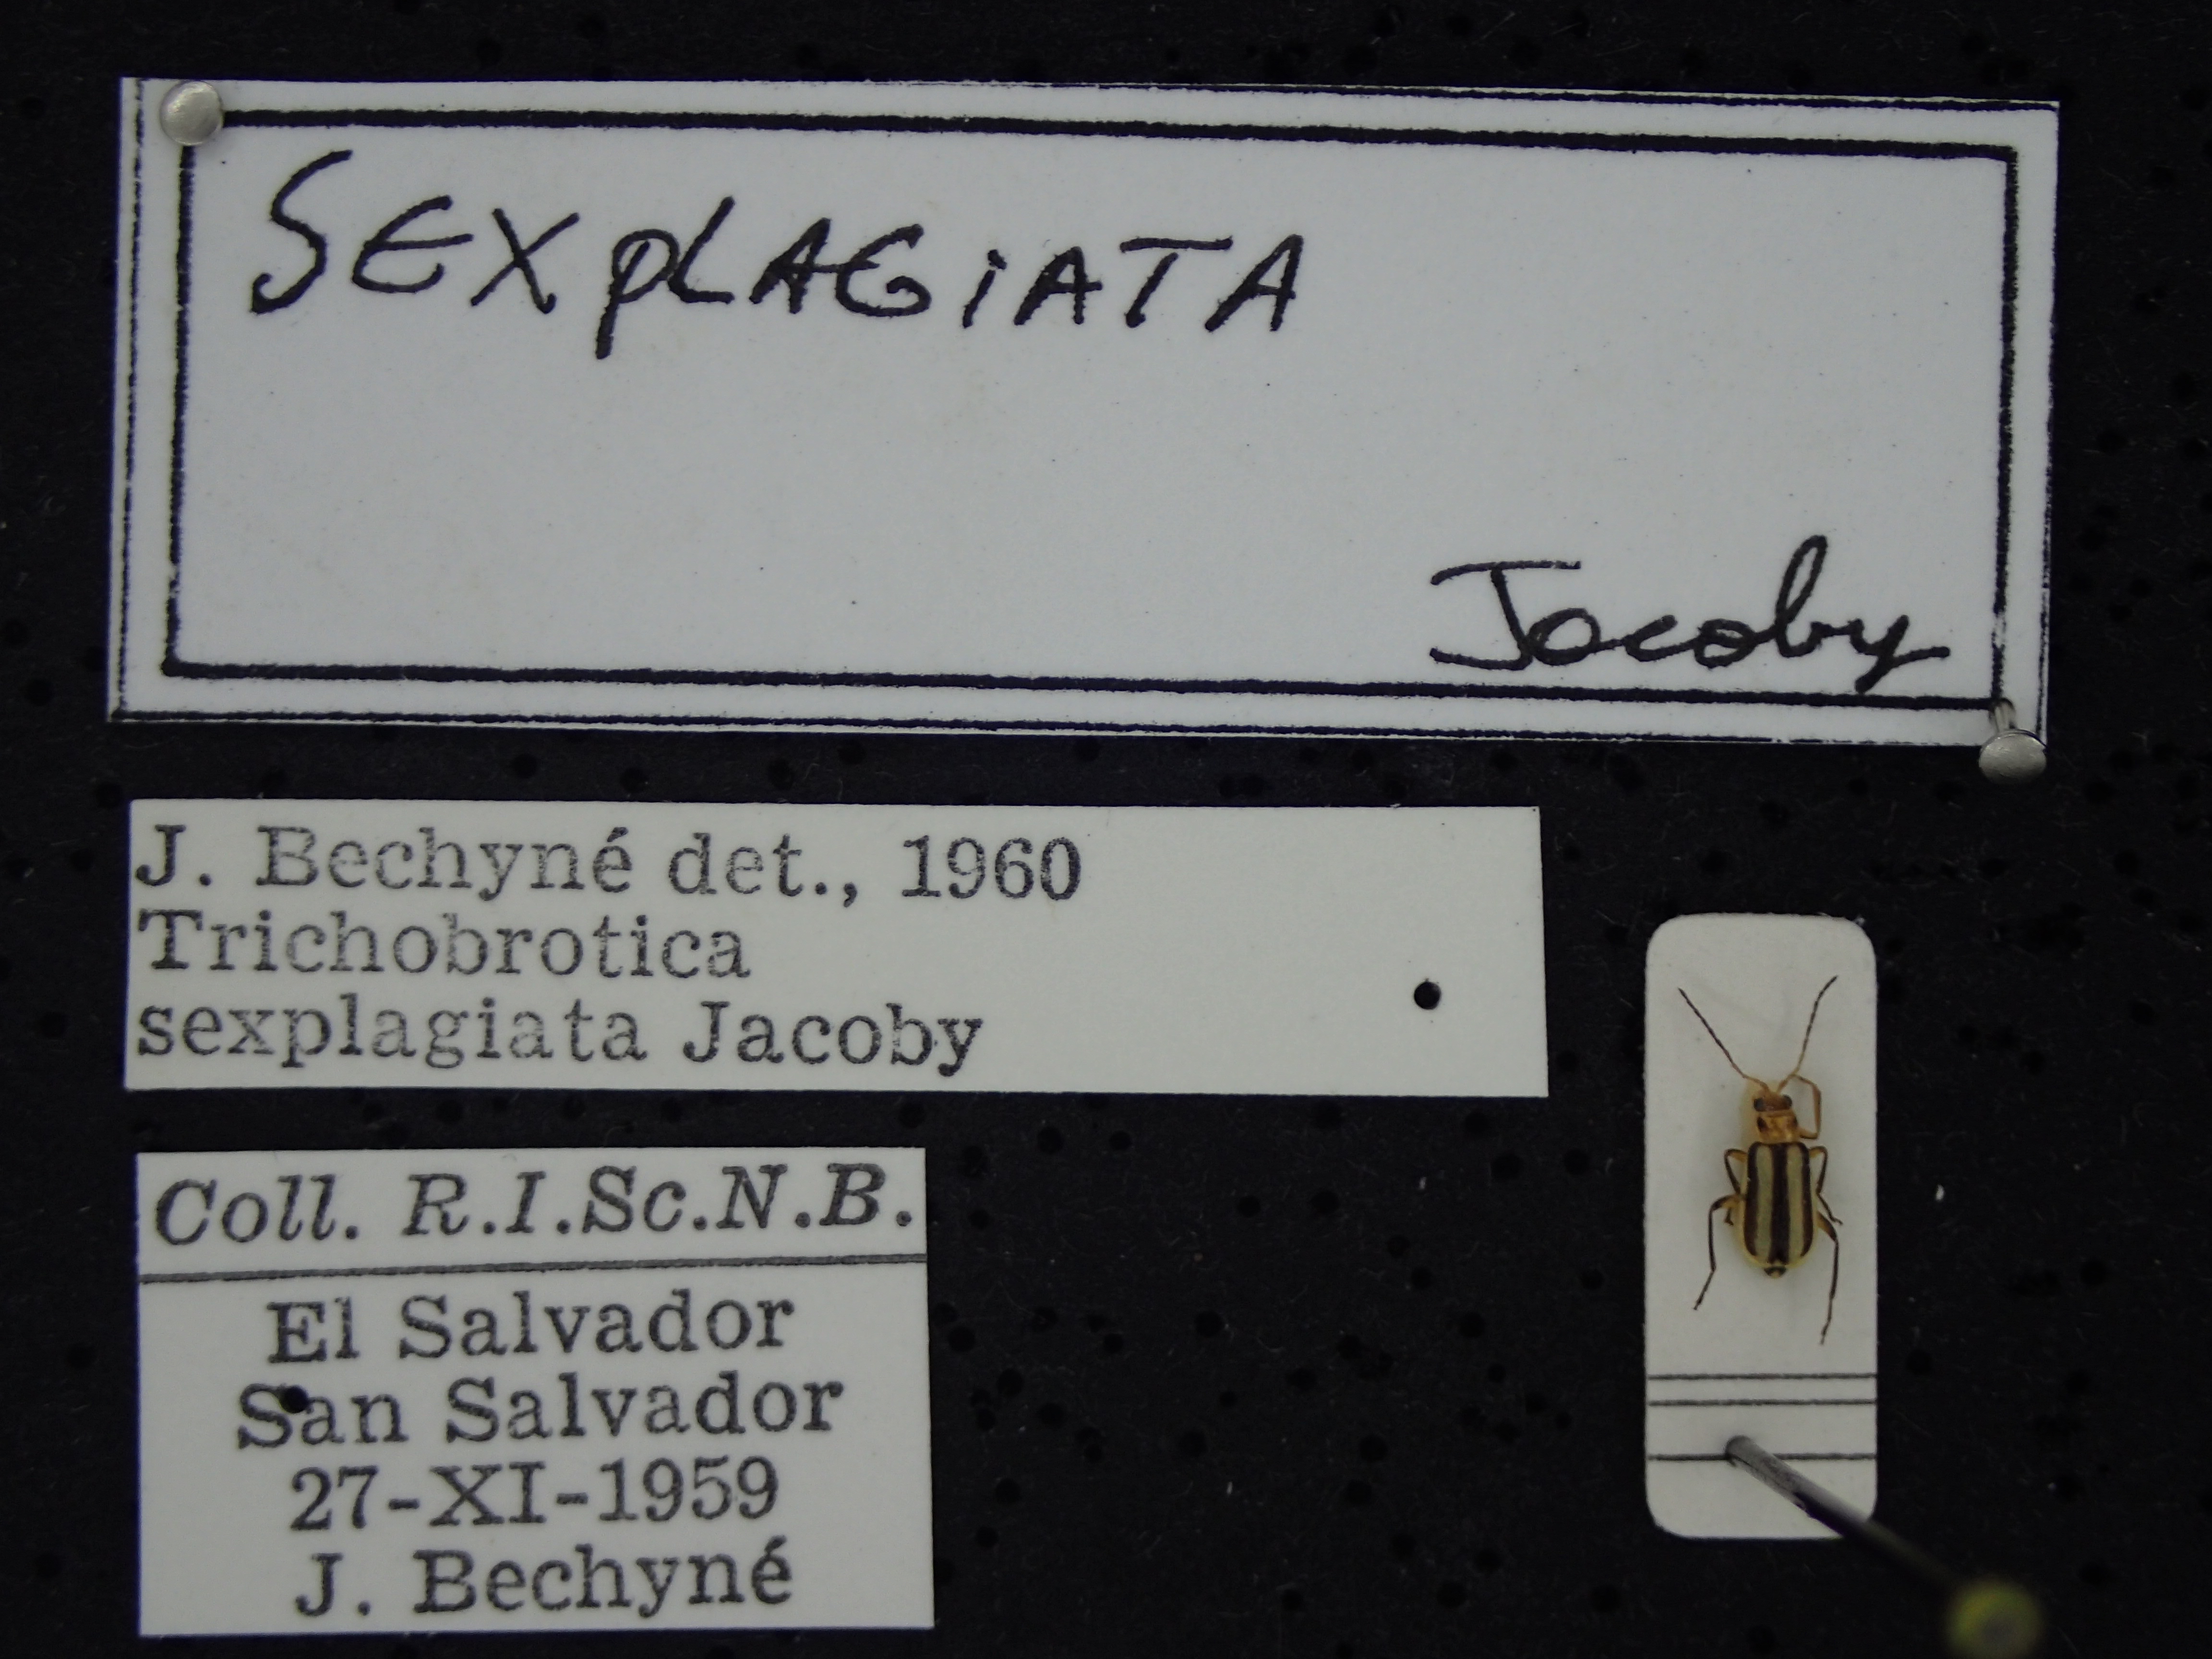 SEXPLAGIATA
Jacoby
J. Bechyné det., 1960
Trichobrotica
sexplagiata Jacoby
Coll. R.I.Sc.N.B.
El Salvador
San Salvador
27-XI-1959
J. Bechyné